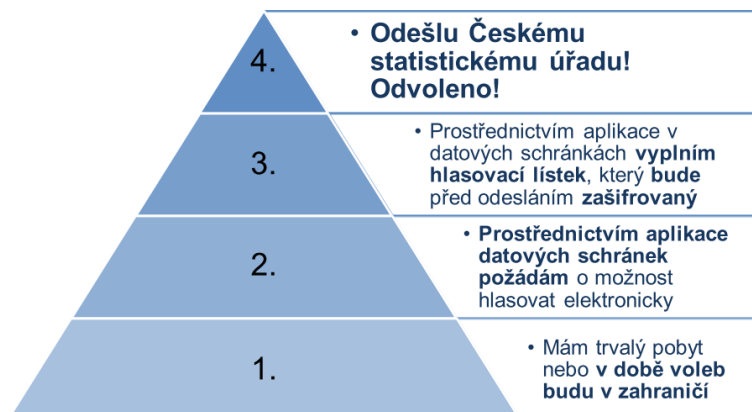 4.
• Odešlu Českému
statistickému úřadu!
Odvoleno!
3.
• Prostřednictvím aplikace v
datových schránkách vyplním
hlasovací lístek, který bude
před odesláním zašifrovaný
2.
• Prostřednictvím aplikace
datových schránek
požádám o možnost
hlasovat elektronicky
1.
• Mám trvalý pobyt
nebo v době voleb
budu v zahraničí